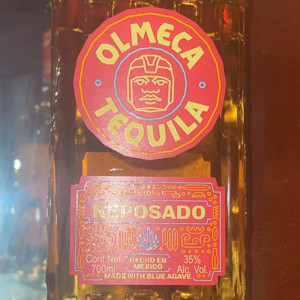 OLMECA
TEQUILA
REPOSADO
Cont.Net. HECHO EN 35%
700ml MEXICO Alc. Vol.
MADE WITH BLUE AGAVE